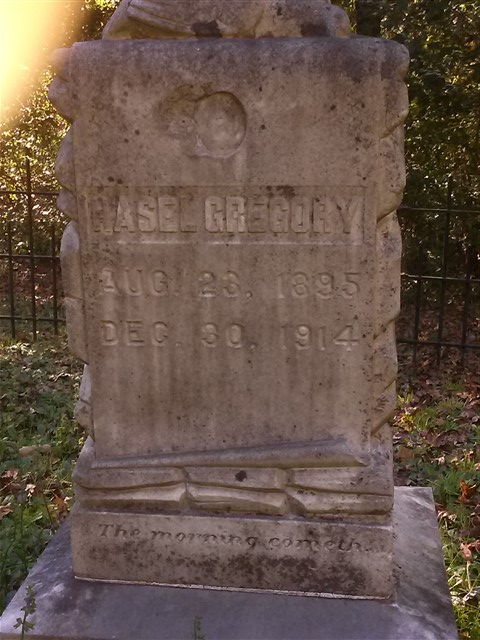 HASEL GREGORY
AUG. 23, 1895
DEC. 30, 1914
The morning cometh.